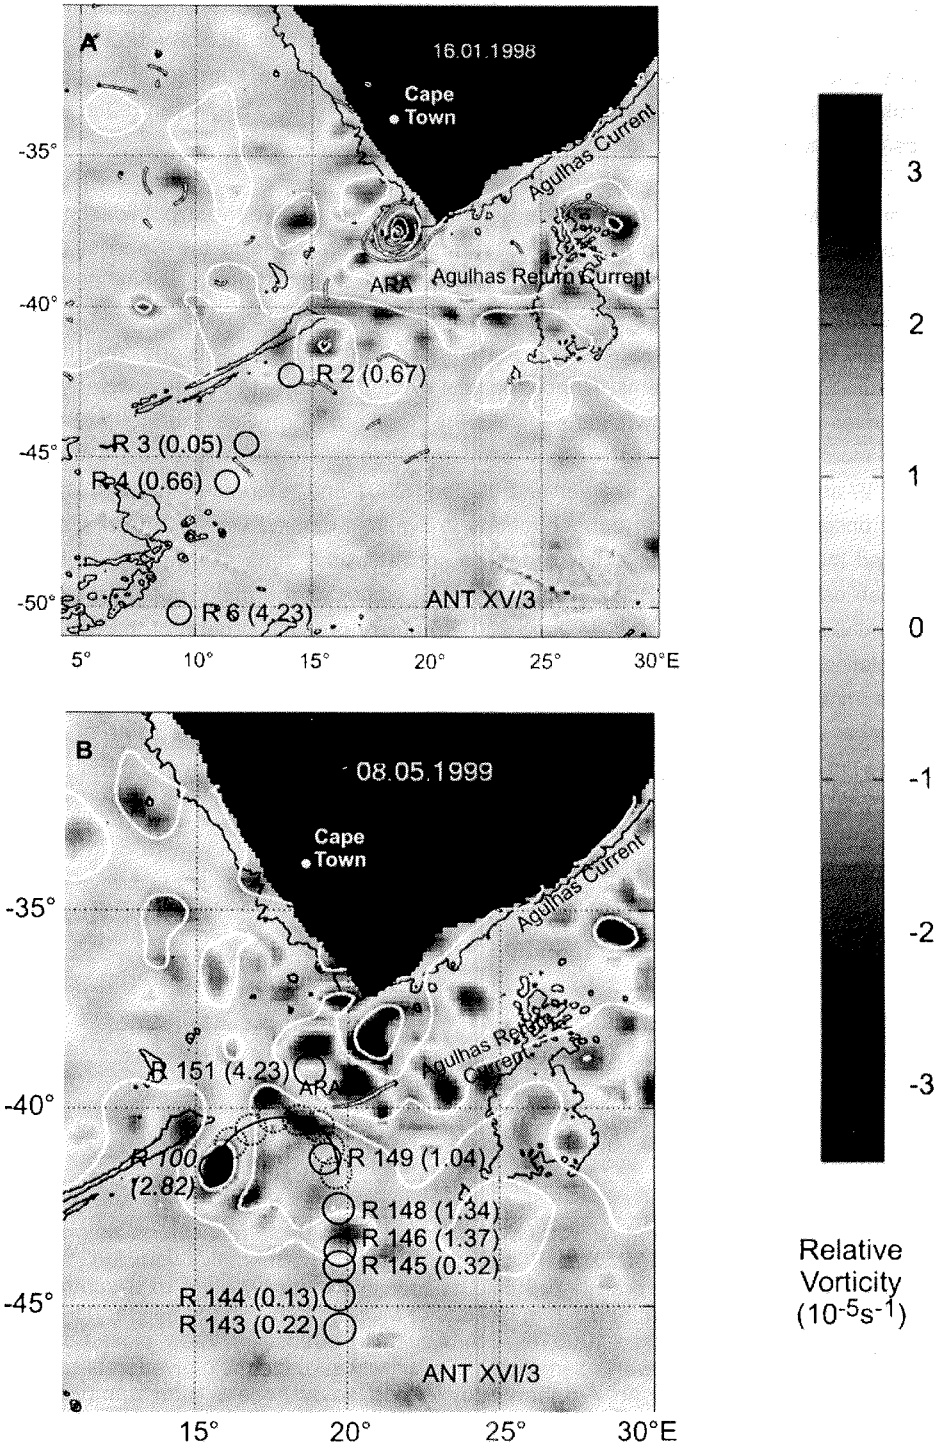 A
16.01.1998
Cape
Town
Agulhas Current
Agulhas Return Current
ARA
R 2 (0.67)
R 3 (0.05)
R 4 (0.66)
R 6 (4.23)
ANT XV/3
-35°
-40°
-45°
-50°
5°
10°
15°
20°
25°
30°E
B
08.05.1999
Cape
Town
Agulhas Current
Agulhas Return
Current
R 151 (4.23)
ARA
R 100
(2.82)
R 149 (1.04)
R 148 (1.34)
R 146 (1.37)
R 145 (0.32)
R 144 (0.13)
R 143 (0.22)
ANT XVI/3
-35°
-40°
-45°
15°
20°
25°
30°E
3
2
1
0
-1
-2
-3
Relative
Vorticity
(10-5s-1)